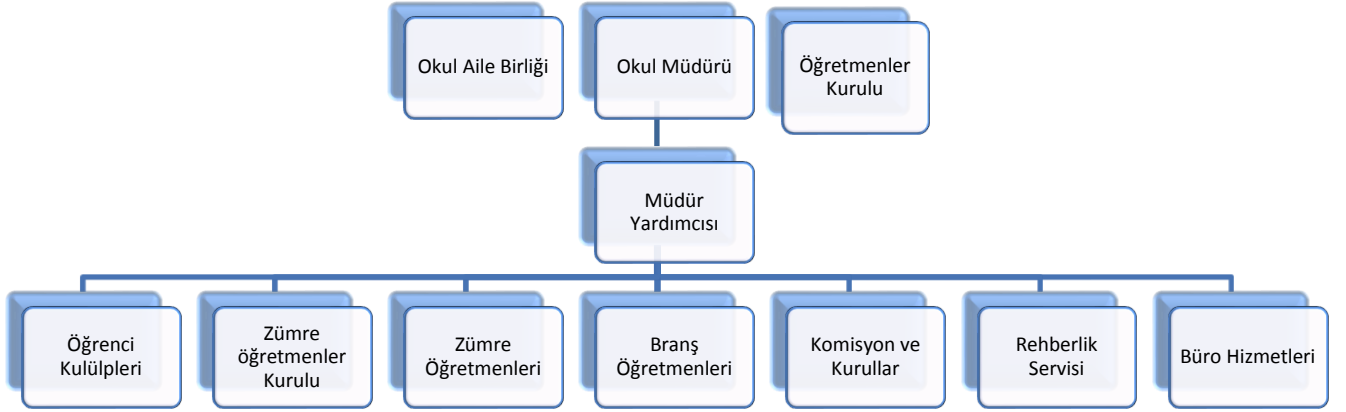 Okul Aile Birliği
Okul Müdürü
Öğretmenler
Kurulu
Müdür
Yardımcısı
Öğrenci
Kulülpleri
Zümre
öğretmenler
Kurulu
Zümre
Öğretmenleri
Branş
Öğretmenleri
Komisyon ve
Kurullar
Rehberlik
Servisi
Büro Hizmetleri